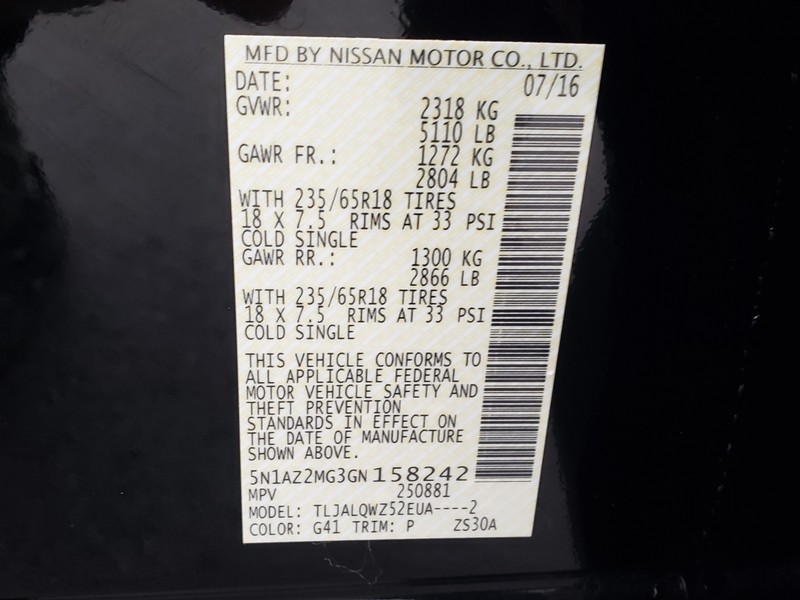 MFD BY NISSAN MOTOR CO., LTD.
DATE: 07/16
GVWR: 2318 KG
5110 LB
GAWR FR.: 1272 KG
2804 LB
WITH 235/65R18 TIRES
18 X 7.5 RIMS AT 33 PSI
COLD SINGLE
GAWR RR.: 1300 KG
2866 LB
WITH 235/65R18 TIRES
18 X 7.5 RIMS AT 33 PSI
COLD SINGLE
THIS VEHICLE CONFORMS TO
ALL APPLICABLE FEDERAL
MOTOR VEHICLE SAFETY AND
THEFT PREVENTION
STANDARDS IN EFFECT ON
THE DATE OF MANUFACTURE
SHOWN ABOVE.
5N1AZ2MG3GN158242
MPV 250881
MODEL: TLJALQWZ52EUA----2
COLOR: G41 TRIM: P ZS30A